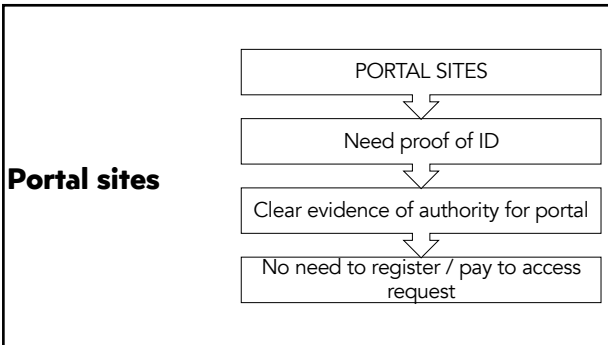 Portal sites
PORTAL SITES
Need proof of ID
Clear evidence of authority for portal
No need to register / pay to access
request